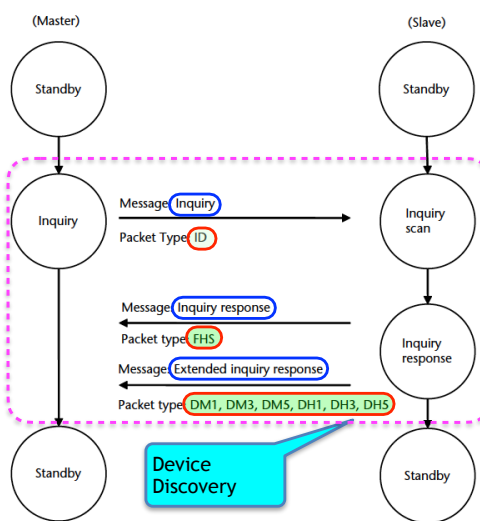 (Master)
(Slave)
Standby
Standby
Inquiry
Message: Inquiry
Packet Type: ID
Inquiry
scan
Message: Inquiry response
Packet type: FHS
Inquiry
response
Message: Extended inquiry response
Packet type: DM1, DM3, DM5, DH1, DH3, DH5
Device
Discovery
Standby
Standby